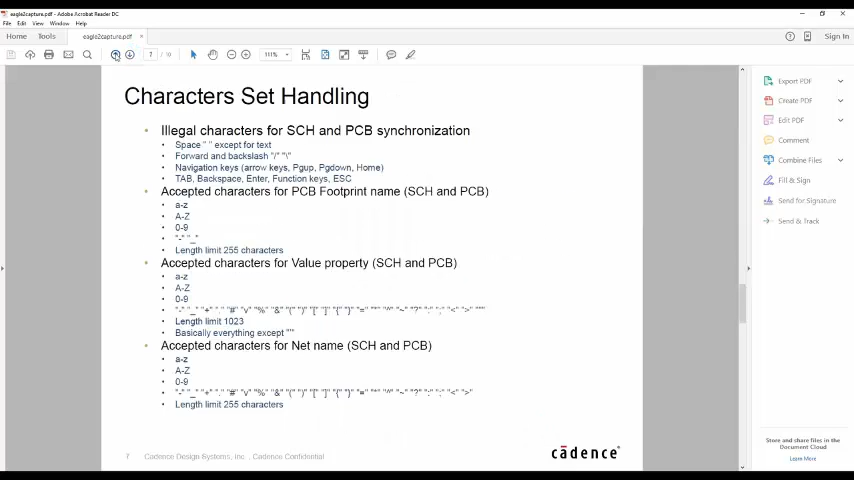 eagle2capture.pdf - Adobe Acrobat Reader DC
File Edit View Window Help
Home Tools eagle2capture.pdf × Sign In
7 / 10 111%
Characters Set Handling
• Illegal characters for SCH and PCB synchronization
• Space " " except for text
• Forward and backslash "/" "\"
• Navigation keys (arrow keys, Pgup, Pgdown, Home)
• TAB, Backspace, Enter, Function keys, ESC
• Accepted characters for PCB Footprint name (SCH and PCB)
• a-z
• A-Z
• 0-9
• "-" "_"
• Length limit 255 characters
• Accepted characters for Value property (SCH and PCB)
• a-z
• A-Z
• 0-9
• Length limit 1023
• Basically everything except
• Accepted characters for Net name (SCH and PCB)
• a-z
• A-Z
• 0-9
• Length limit 255 characters
7 Cadence Design Systems, Inc., Cadence Confidential
cādence®
Export PDF
Create PDF
Edit PDF
Comment
Combine Files
Fill & Sign
Send for Signature
Send & Track
Store and share files in the
Document Cloud
Learn More